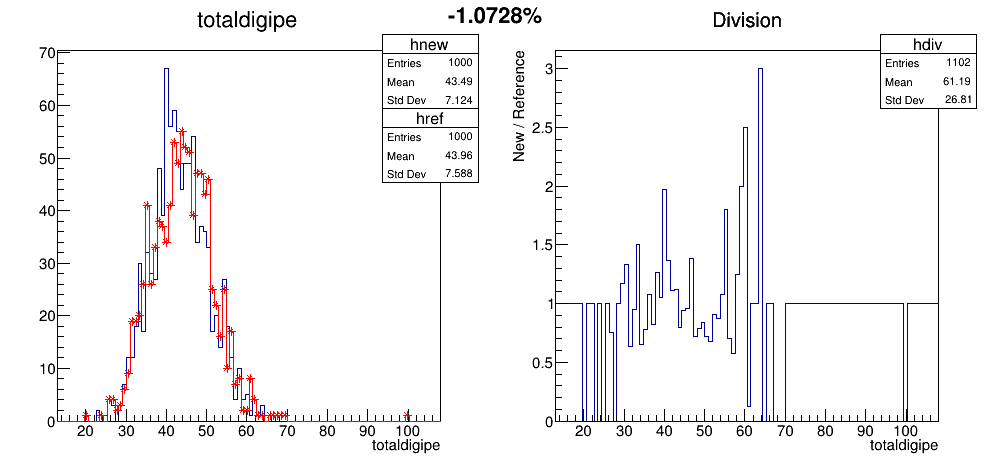 -1.0728%
totaldigipe
hnew
Entries 1000
Mean 43.49
Std Dev 7.124
href
Entries 1000
Mean 43.96
Std Dev 7.588
70
60
50
40
30
20
10
0
20 30 40 50 60 70 80 90 100
totaldigipe
Division
hdiv
Entries 1102
Mean 61.19
Std Dev 26.81
New / Reference
3
2.5
2
1.5
1
0.5
0
20 30 40 50 60 70 80 90 100
totaldigipe